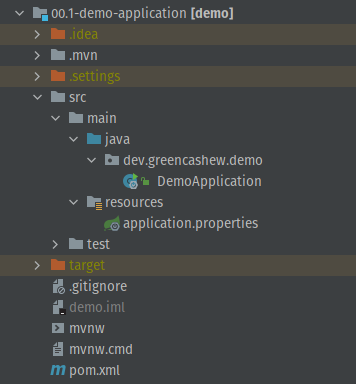 00.1-demo-application [demo]
.idea
.mvn
.settings
src
main
java
dev.greencashew.demo
DemoApplication
resources
application.properties
test
target
.gitignore
demo.iml
mvnw
mvnw.cmd
m pom.xml